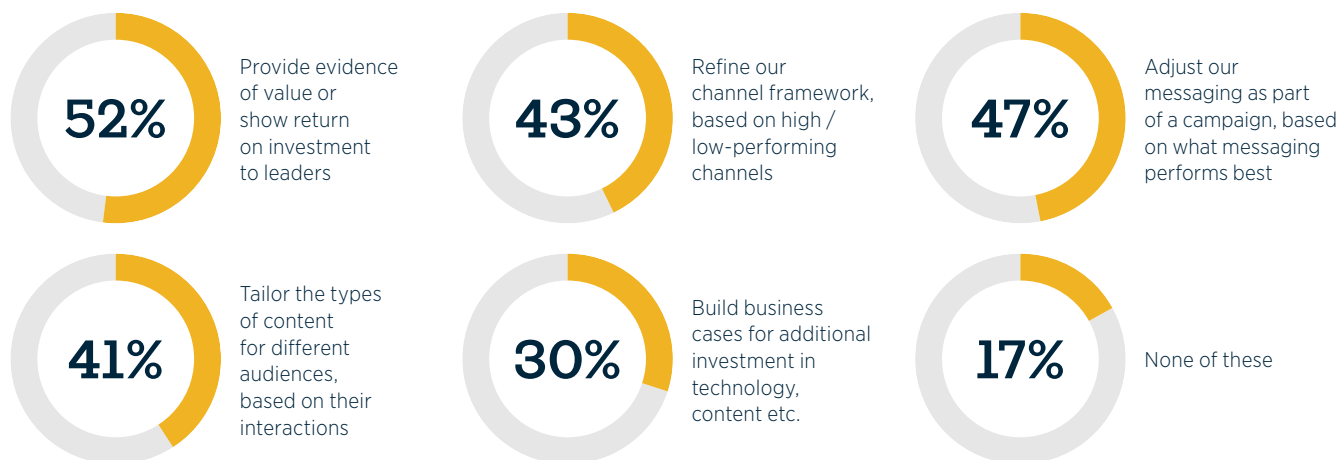 52%
Provide evidence
of value or
show return
on investment
to leaders
43%
Refine our
channel framework,
based on high /
low-performing
channels
47%
Adjust our
messaging as part
of a campaign, based
on what messaging
performs best
41%
Tailor the types
of content
for different
audiences,
based on their
interactions
30%
Build business
cases for additional
investment in
technology,
content etc.
17%
None of these